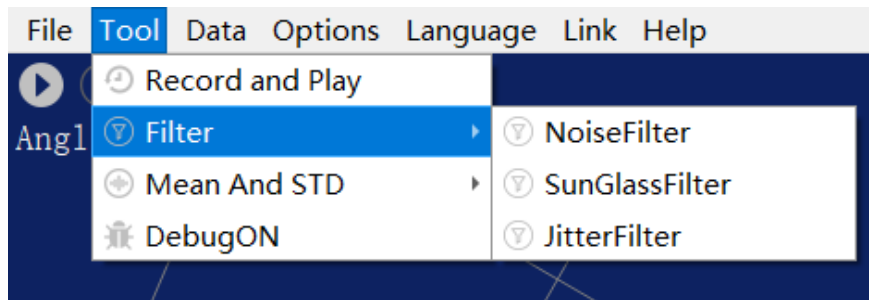 File Tool Data Options Language Link Help
Record and Play
Angl
Filter
NoiseFilter
Mean And STD
SunGlassFilter
DebugON
JitterFilter